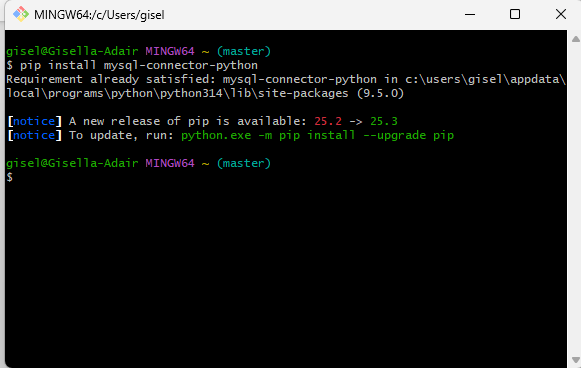 MINGW64:/c/Users/gisel
gisel@Gisella-Adair MINGW64 ~ (master)
$ pip install mysql-connector-python
Requirement already satisfied: mysql-connector-python in c:\users\gisel\appdata\
local\programs\python\python314\lib\site-packages (9.5.0)
[notice] A new release of pip is available: 25.2 -> 25.3
[notice] To update, run: python.exe -m pip install --upgrade pip
gisel@Gisella-Adair MINGW64 ~ (master)
$